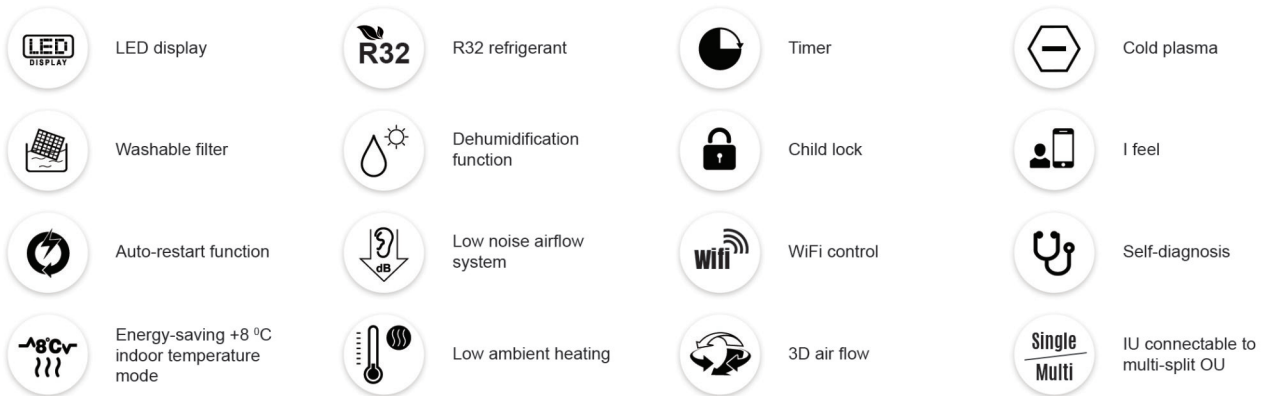 LED
DISPLAY
LED display
R32
R32 refrigerant
Timer
Cold plasma
Washable filter
Dehumidification
function
Child lock
I feel
Auto-restart function
dB
Low noise airflow
system
Wifi
WiFi control
Self-diagnosis
8°C
Energy-saving +8 ⁰C
indoor temperature
mode
Low ambient heating
3D air flow
Single
Multi
IU connectable to
multi-split OU